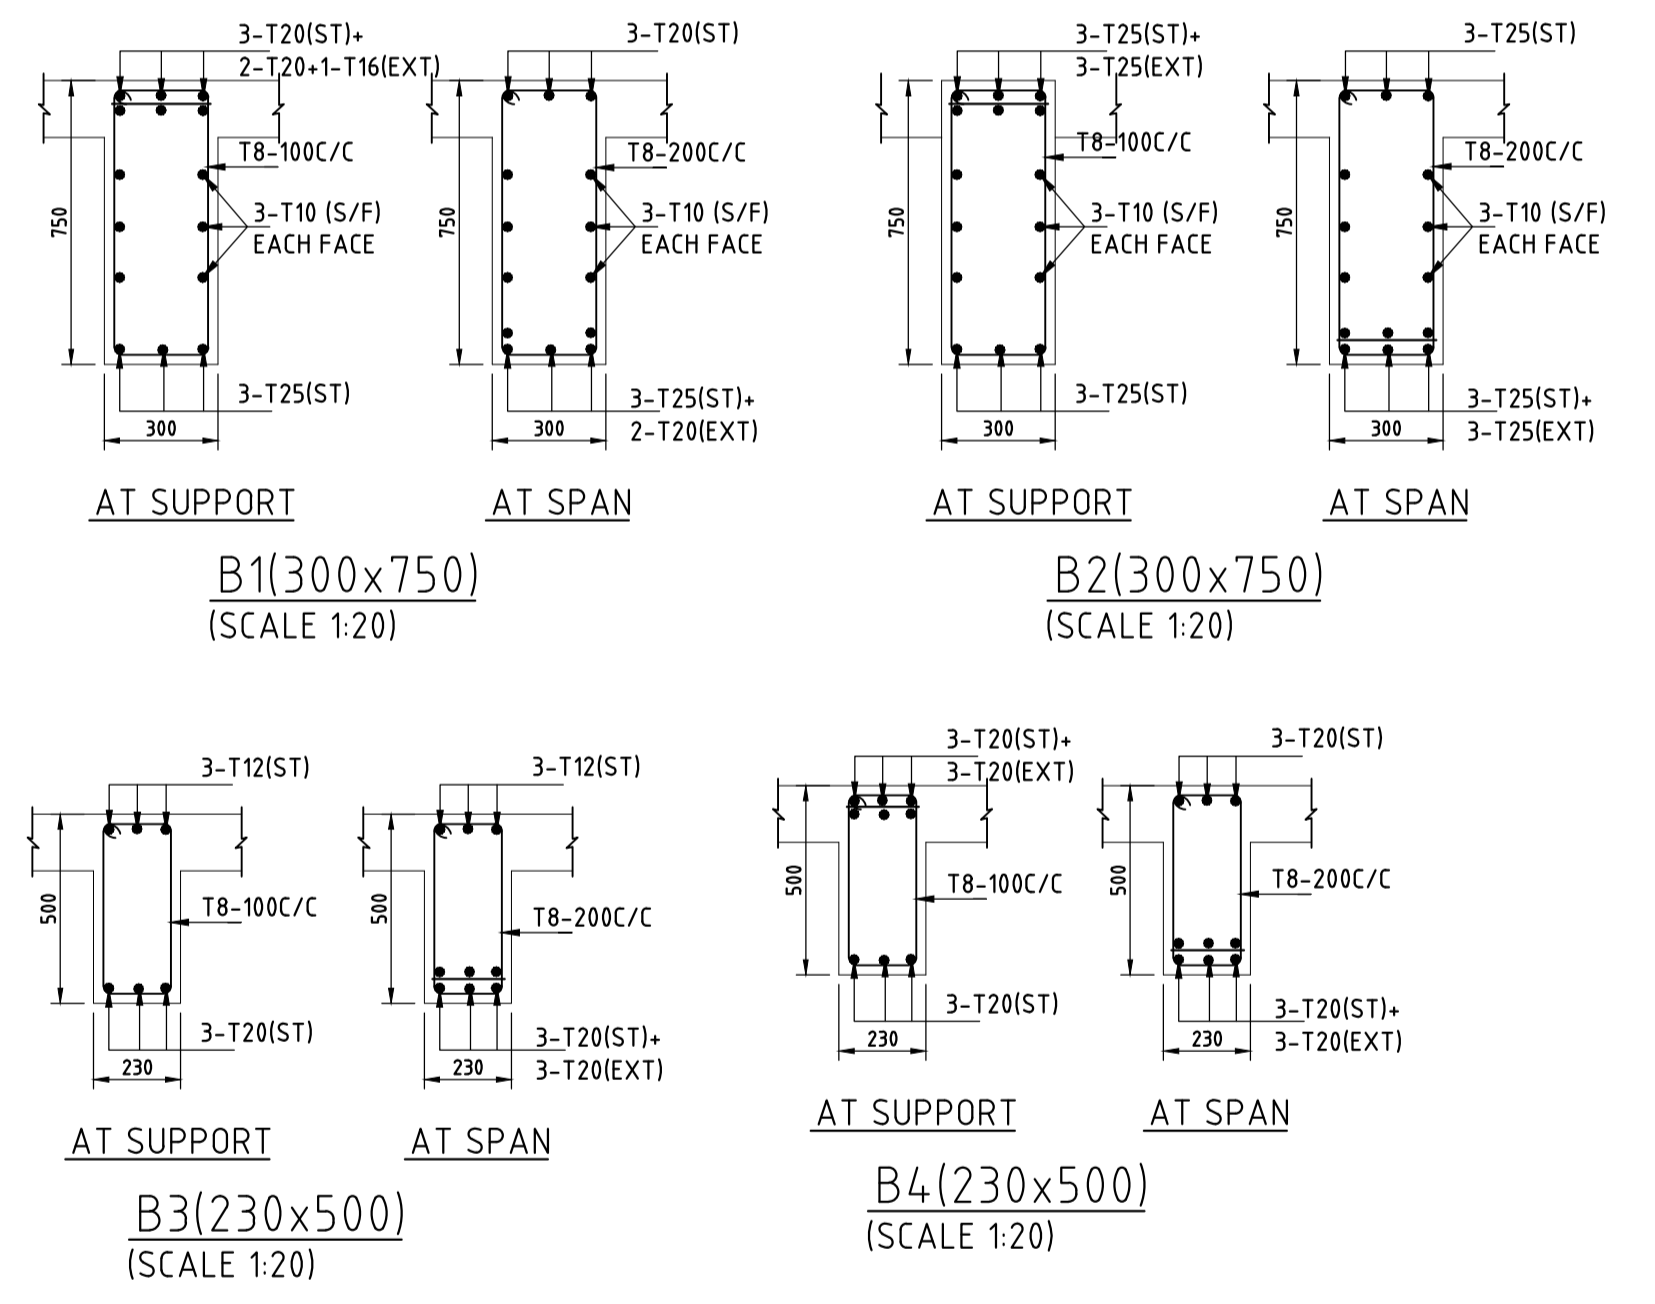 3-T20(ST)+
2-T20+1-T16(EXT)
T8-100C/C
750
3-T10 (S/F)
EACH FACE
3-T25(ST)
300
AT SUPPORT
3-T20(ST)
T8-200C/C
750
3-T10 (S/F)
EACH FACE
3-T25(ST)+
2-T20(EXT)
300
AT SPAN
B1(300x750)
(SCALE 1:20)
3-T25(ST)+
3-T25(EXT)
T8-100C/C
750
3-T10 (S/F)
EACH FACE
3-T25(ST)
300
AT SUPPORT
3-T25(ST)
T8-200C/C
750
3-T10 (S/F)
EACH FACE
3-T25(ST)+
3-T25(EXT)
300
AT SPAN
B2(300x750)
(SCALE 1:20)
3-T12(ST)
500
T8-100C/C
3-T20(ST)
230
AT SUPPORT
3-T12(ST)
500
T8-200C/C
3-T20(ST)+
3-T20(EXT)
230
AT SPAN
B3(230x500)
(SCALE 1:20)
3-T20(ST)+
3-T20(EXT)
500
T8-100C/C
3-T20(ST)
230
AT SUPPORT
3-T20(ST)
500
T8-200C/C
3-T20(ST)+
3-T20(EXT)
230
AT SPAN
B4(230x500)
(SCALE 1:20)